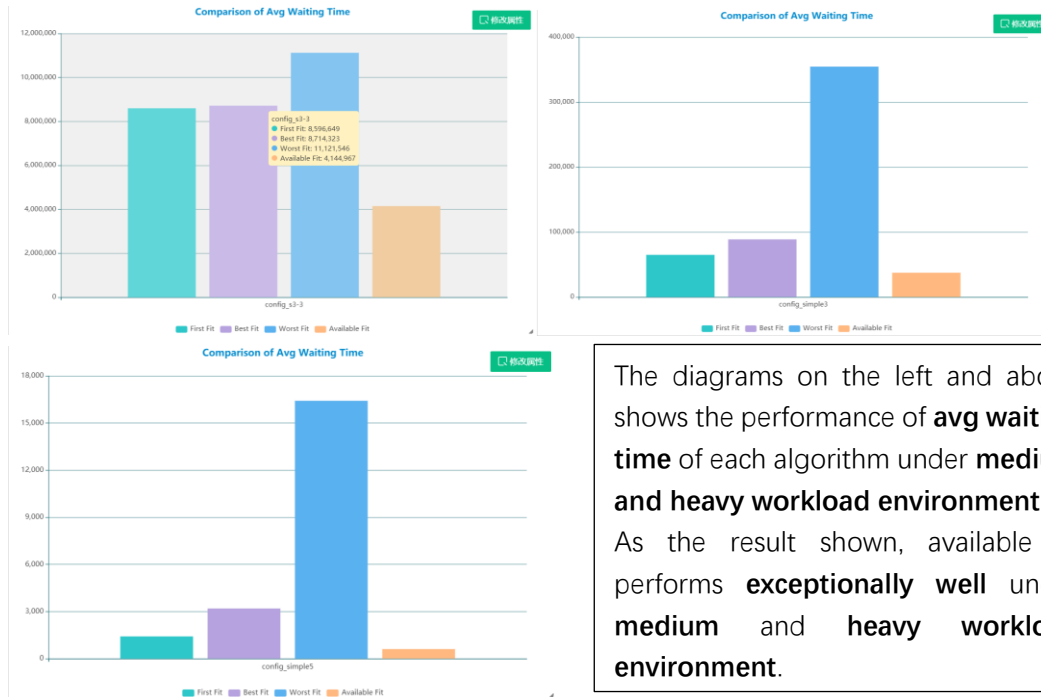 Comparison of Avg Waiting Time
修改属性
12,000,000
10,000,000
8,000,000
6,000,000
4,000,000
2,000,000
0
config_s3-3
First Fit: 8,596,649
Best Fit: 8,714,323
Worst Fit: 11,121,546
Available Fit: 4,144,967
config_s3-3
First Fit Best Fit Worst Fit Available Fit
Comparison of Avg Waiting Time
修改属性
400,000
300,000
200,000
100,000
0
config_simple3
First Fit Best Fit Worst Fit Available Fit
Comparison of Avg Waiting Time
修改属性
18,000
15,000
12,000
9,000
6,000
3,000
0
config_simple5
First Fit Best Fit Worst Fit Available Fit
The diagrams on the left and abo
shows the performance of avg wait
time of each algorithm under medi
and heavy workload environment
As the result shown, available
performs exceptionally well un
medium and heavy worklo
environment.